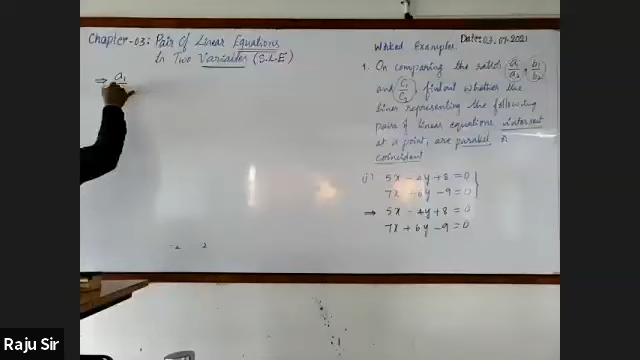 Chapter-03: Pair Of Linear Equations
In Two Variables (S.L.E)
⇒ a₁
Worked Examples. Date: 03.07.2021
1. On comparing the ratios a₁/a₂, b₁/b₂
and c₁/c₂, find out whether the
lines representing the following
pair of linear equations intersect
at a point, are parallel or
coincident
i) 5x - 4y + 8 = 0
7x + 6y - 9 = 0
⇒ 5x - 4y + 8 = 0
7x + 6y - 9 = 0
Raju Sir